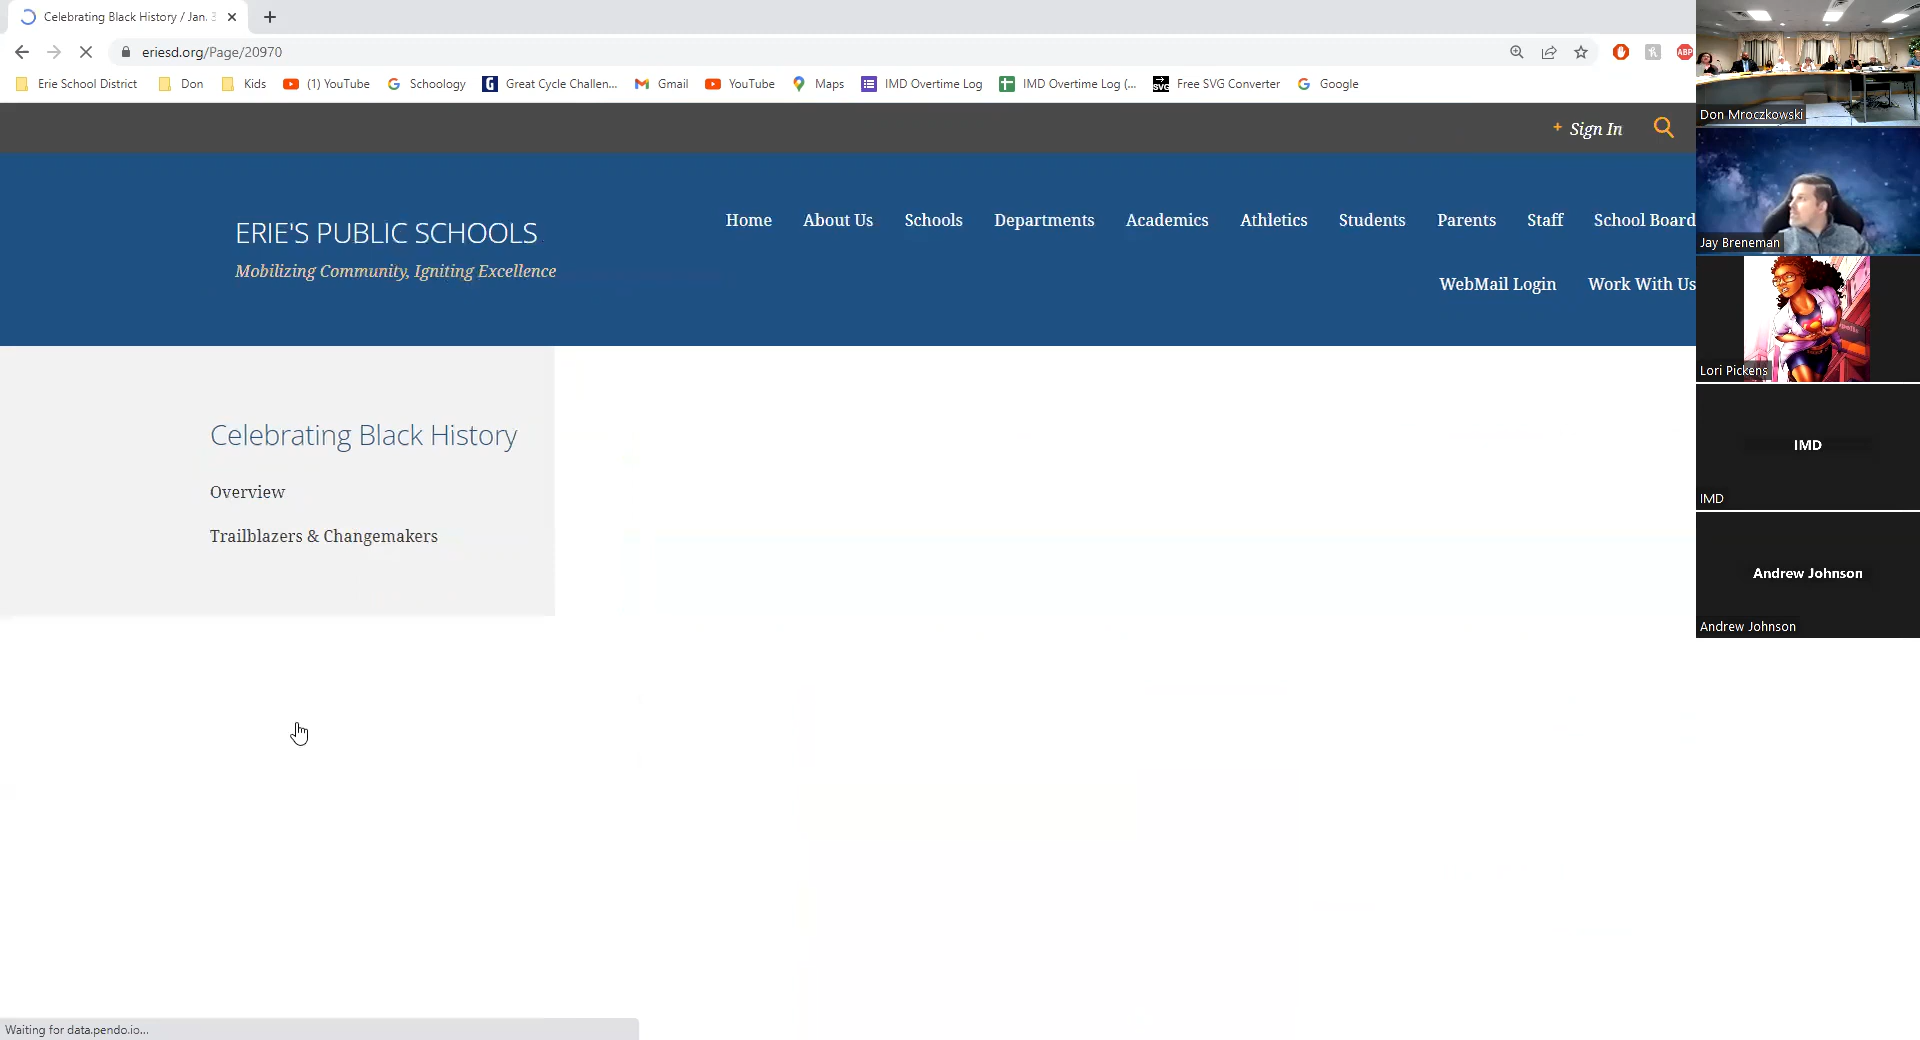 Celebrating Black History / Jan. 3
eriesd.org/Page/20970
ABP
Erie School District Don Kids (1) YouTube Schoology Great Cycle Challen... Gmail YouTube Maps IMD Overtime Log IMD Overtime Log (... Free SVG Converter Google
+ Sign In
ERIE'S PUBLIC SCHOOLS
Mobilizing Community, Igniting Excellence
Home About Us Schools Departments Academics Athletics Students Parents Staff School Board
WebMail Login Work With Us
Celebrating Black History
Overview
Trailblazers & Changemakers
Waiting for data.pendo.io...
Don Mroczkowski
Jay Breneman
Lori Pickens
IMD
IMD
Andrew Johnson
Andrew Johnson